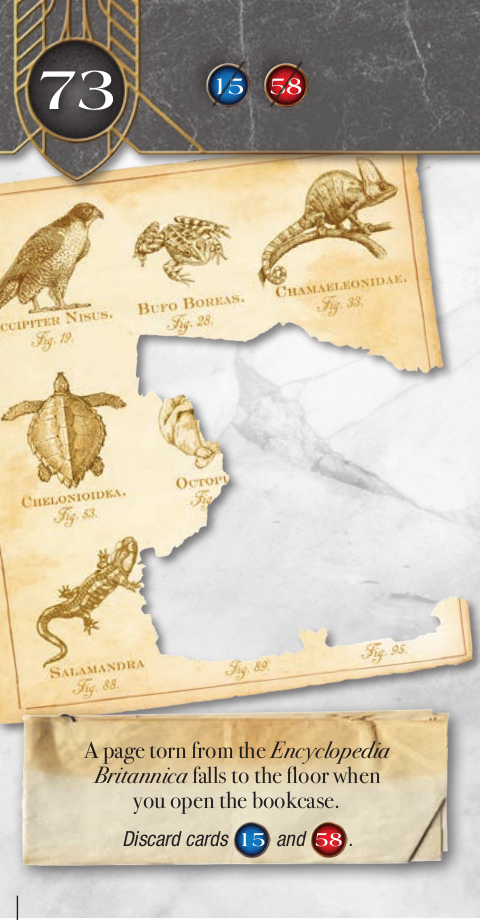 73
15 58
CCIPITER NISUS.
Fig. 19.
BUFO BOREAS.
Fig. 28.
CHAMAELEONIDAE.
Fig. 33.
CHELONIOIDEA.
Fig. 53.
OCTOPU
Fig
SALAMANDRA
Fig. 88.
Fig. 89.
Fig. 95.
A page torn from the Encyclopedia
Britannica falls to the floor when
you open the bookcase.
Discard cards 15 and 58.